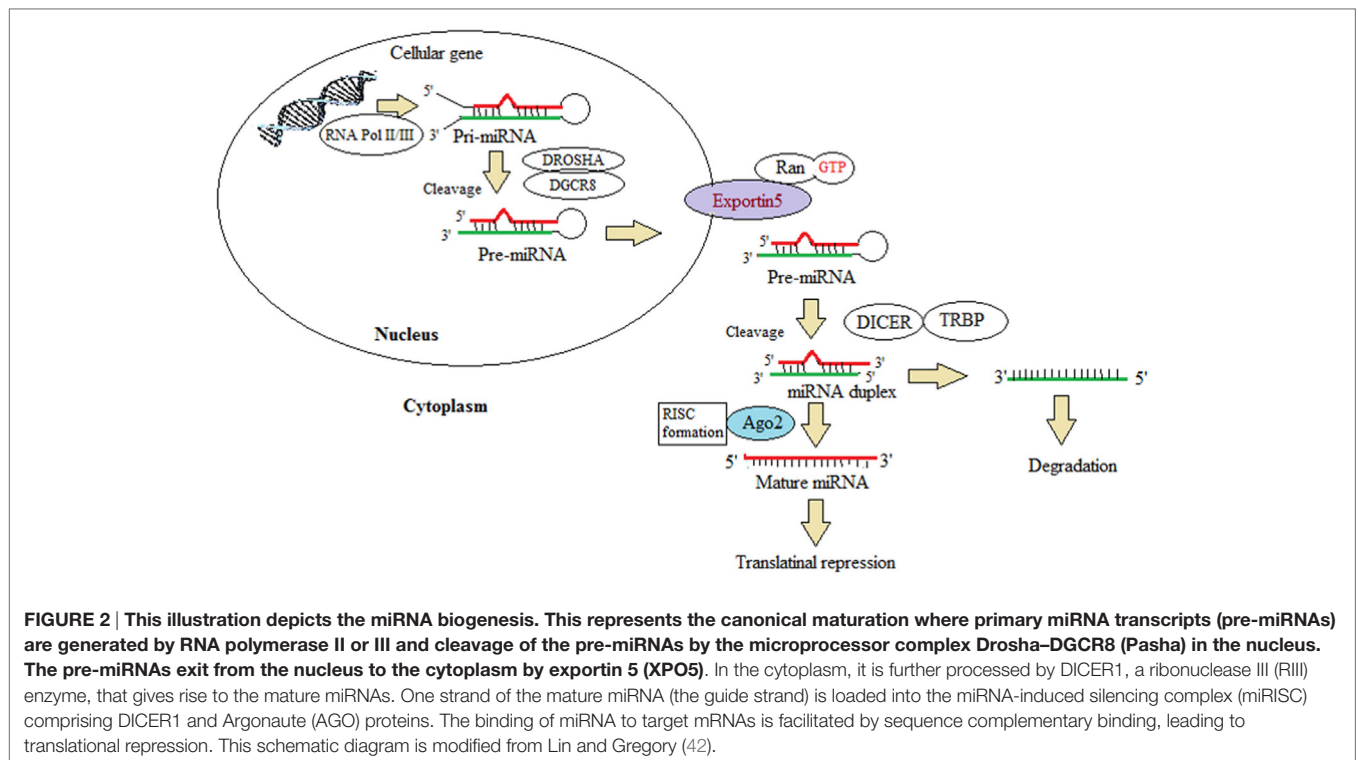 Cellular gene
5'
RNA Pol II/III
3'
Pri-miRNA
DROSHA
DGCR8
Cleavage
5'
3'
Pre-miRNA
Ran
GTP
Exportin5
5'
3'
Pre-miRNA
Nucleus
Cytoplasm
Cleavage
DICER
TRBP
5'
3'
3'
5'
miRNA duplex
3'
5'
RISC
formation
Ago2
5'
3'
Mature miRNA
Degradation
Translatinal repression
FIGURE 2 | This illustration depicts the miRNA biogenesis. This represents the canonical maturation where primary miRNA transcripts (pre-miRNAs)
are generated by RNA polymerase II or III and cleavage of the pre-miRNAs by the microprocessor complex Drosha–DGCR8 (Pasha) in the nucleus.
The pre-miRNAs exit from the nucleus to the cytoplasm by exportin 5 (XPO5). In the cytoplasm, it is further processed by DICER1, a ribonuclease III (RIII)
enzyme, that gives rise to the mature miRNAs. One strand of the mature miRNA (the guide strand) is loaded into the miRNA-induced silencing complex (miRISC)
comprising DICER1 and Argonaute (AGO) proteins. The binding of miRNA to target mRNAs is facilitated by sequence complementary binding, leading to
translational repression. This schematic diagram is modified from Lin and Gregory (42).